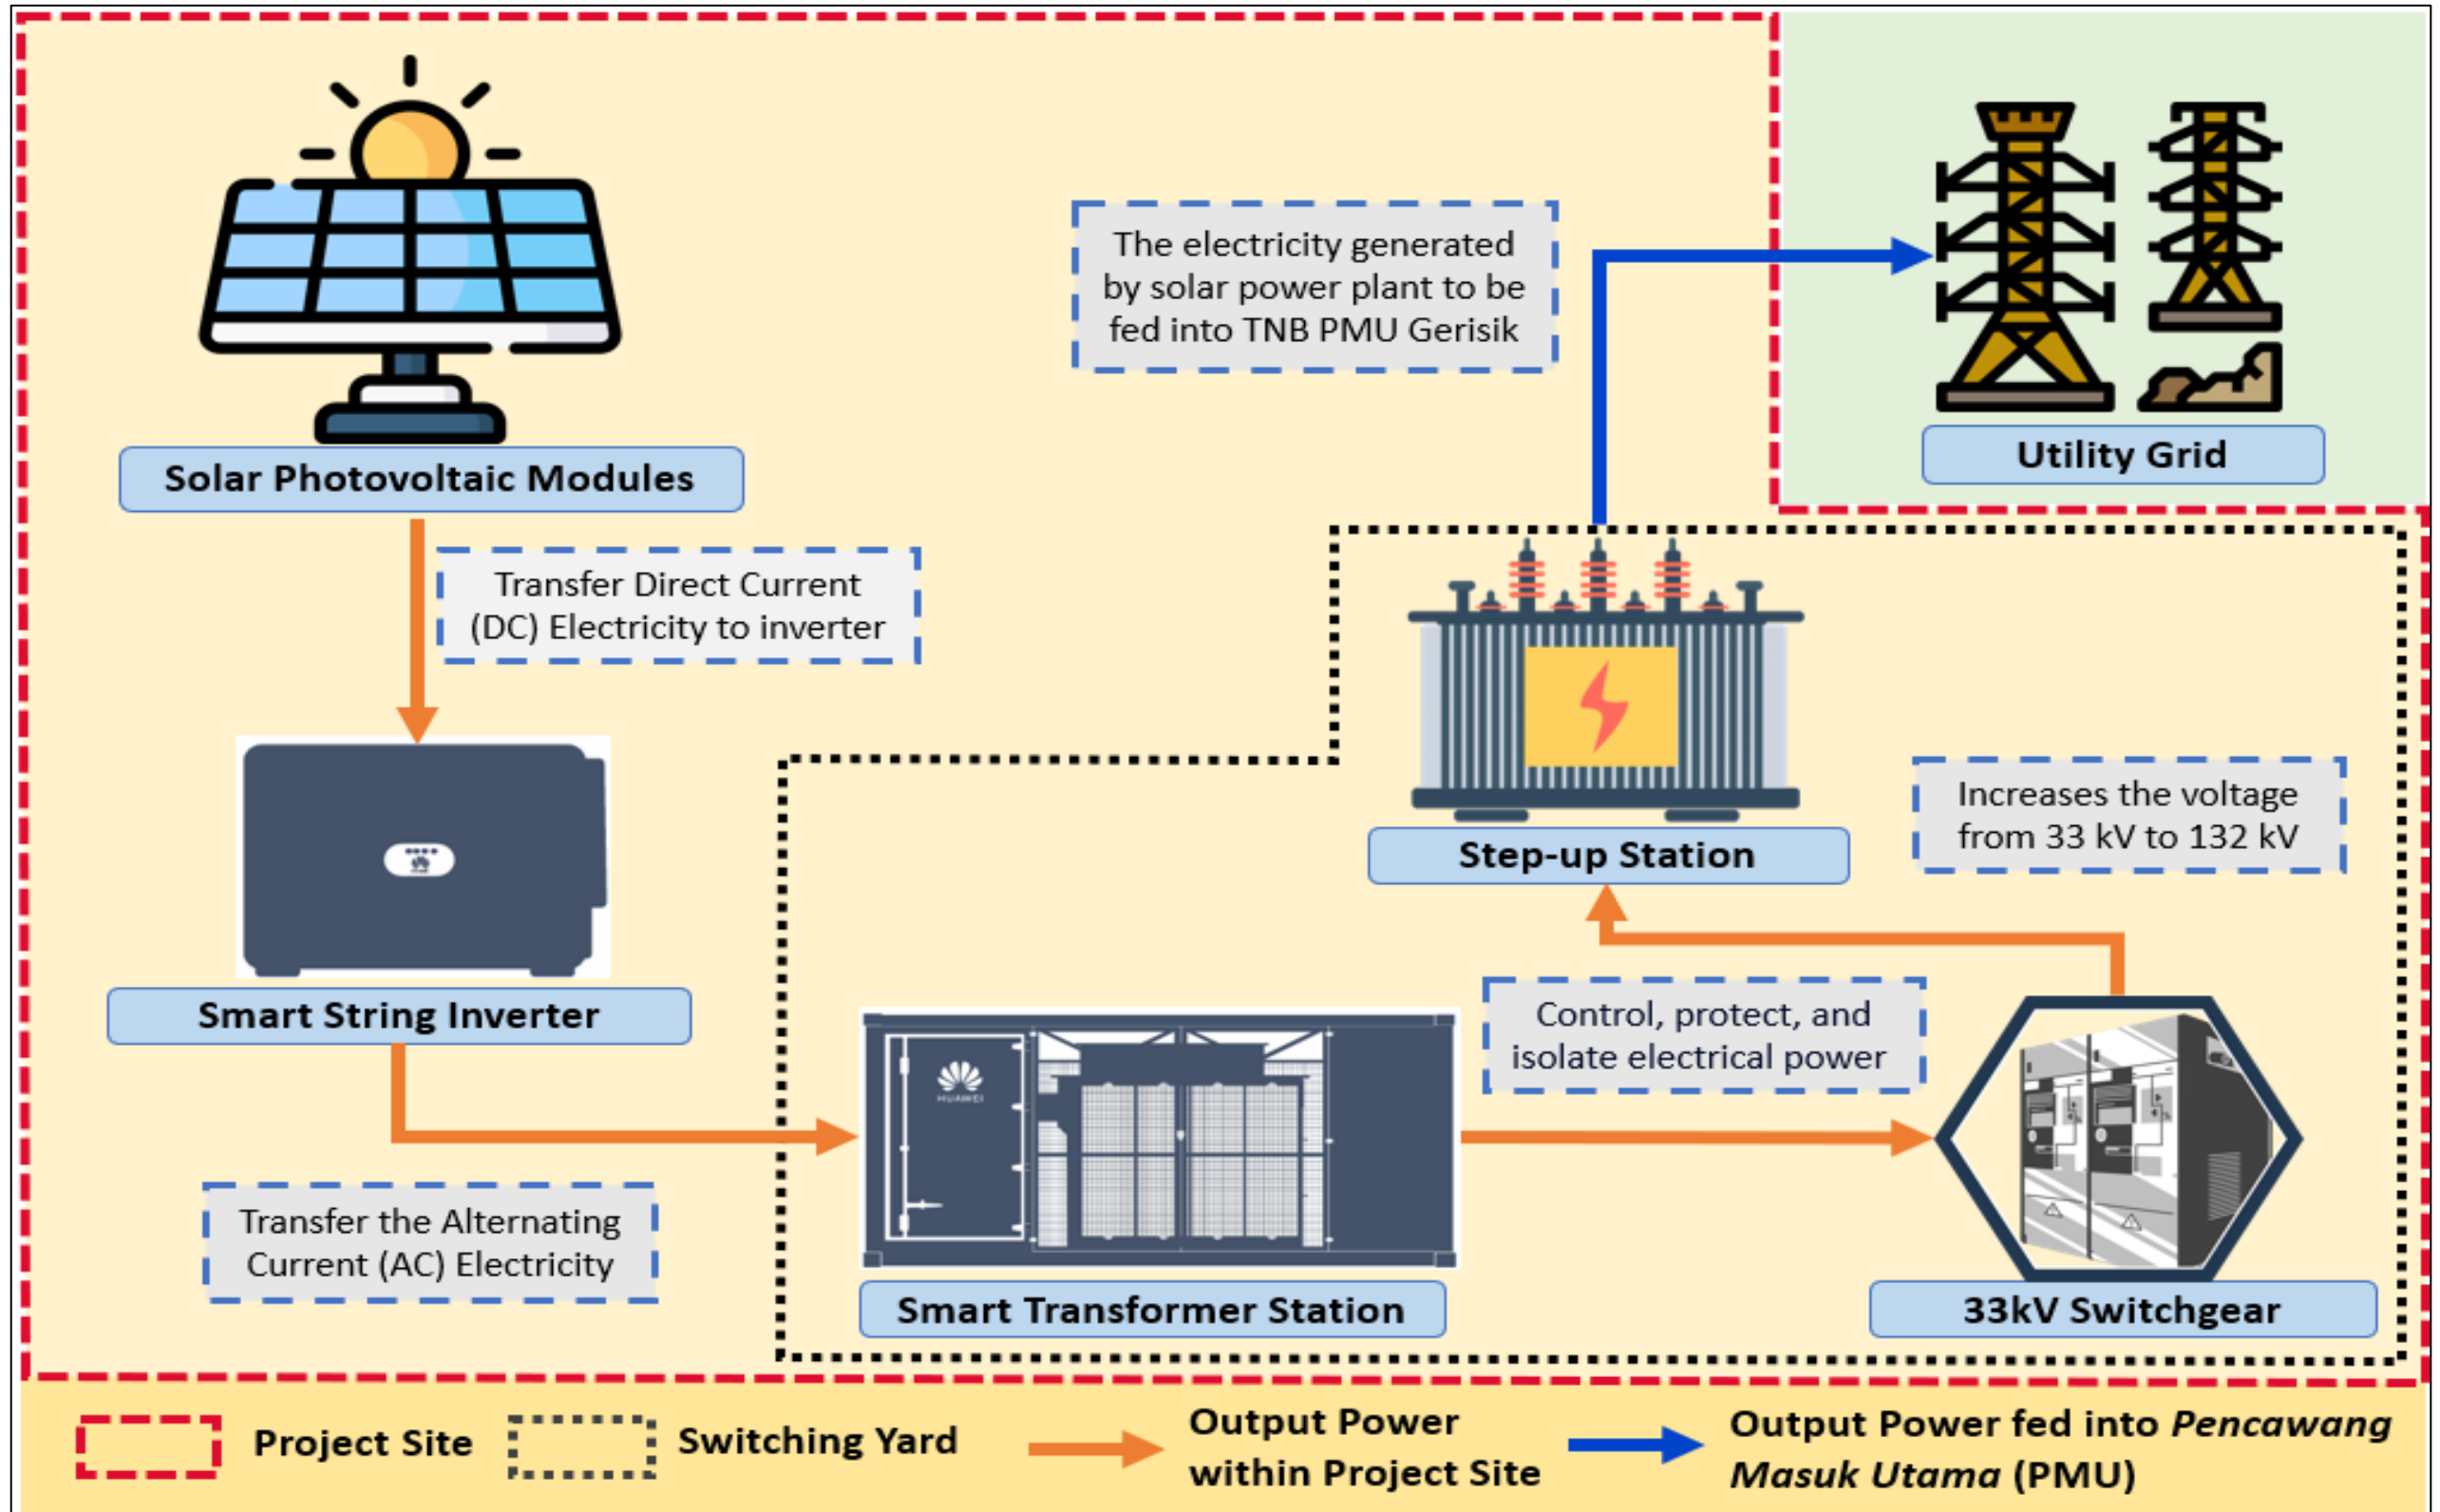 The electricity generated
by solar power plant to be
fed into TNB PMU Gerisik
Utility Grid
Solar Photovoltaic Modules
Transfer Direct Current
(DC) Electricity to inverter
Step-up Station
Increases the voltage
from 33 kV to 132 kV
Smart String Inverter
Control, protect, and
isolate electrical power
HUAWEI
Transfer the Alternating
Current (AC) Electricity
Smart Transformer Station
33kV Switchgear
Project Site
Switching Yard
Output Power
within Project Site
Output Power fed into Pencawang
Masuk Utama (PMU)